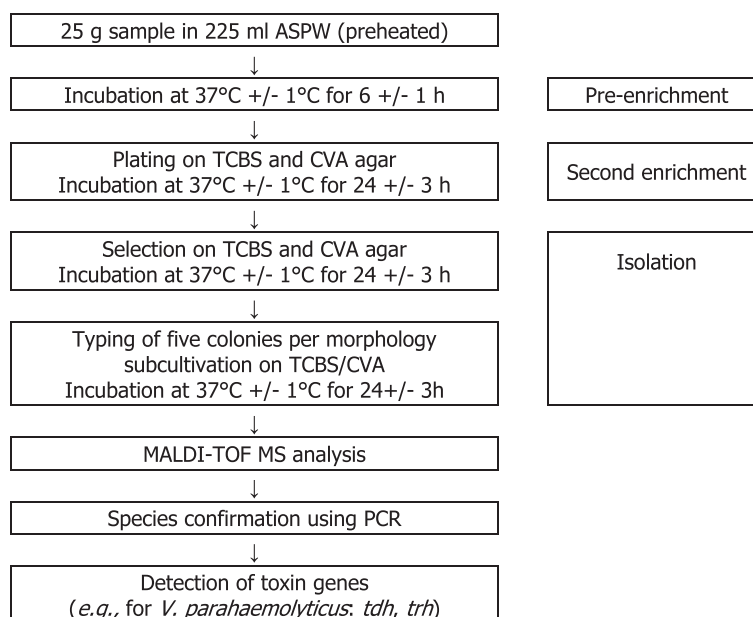 25 g sample in 225 ml ASPW (preheated)
↓
Incubation at 37°C +/- 1°C for 6 +/- 1 h
Pre-enrichment
↓
Plating on TCBS and CVA agar
Incubation at 37°C +/- 1°C for 24 +/- 3 h
Second enrichment
↓
Selection on TCBS and CVA agar
Incubation at 37°C +/- 1°C for 24 +/- 3 h
Isolation
↓
Typing of five colonies per morphology
subcultivation on TCBS/CVA
Incubation at 37°C +/- 1°C for 24+/- 3h
↓
MALDI-TOF MS analysis
↓
Species confirmation using PCR
↓
Detection of toxin genes
(e.g., for V. parahaemolyticus: tdh, trh)